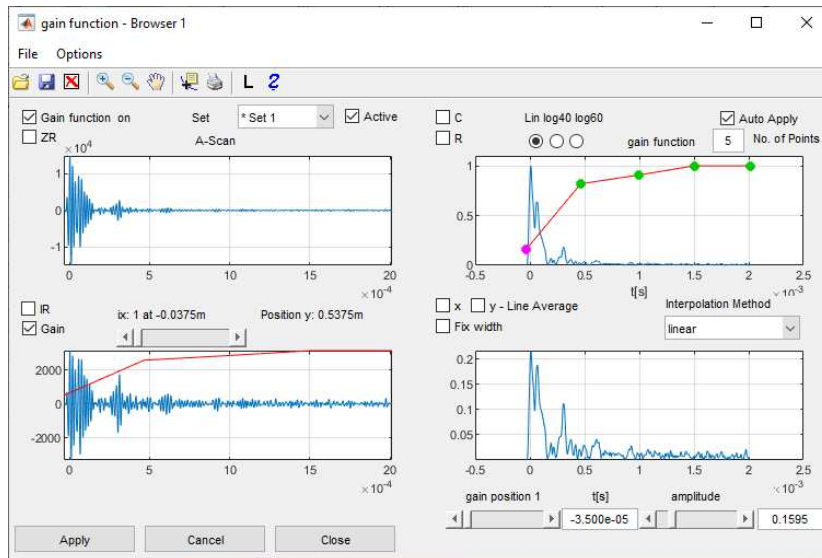 gain function - Browser 1
File Options
L 2
Gain function on Set * Set 1 Active
ZR ×10^4 A-Scan
1
0
-1
0 5 10 15 20
×10^-4
IR ix: 1 at -0.0375m Position y: 0.5375m
Gain
2000
0
-2000
0 5 10 15 20
×10^-4
Apply Cancel Close
C Lin log40 log60 Auto Apply
R gain function 5 No. of Points
1
0.5
0
-0.5 0 0.5 1 1.5 2 2.5
t[s] ×10^-3
x y - Line Average Interpolation Method
Fix width linear
0.2
0.15
0.1
0.05
-0.5 0 0.5 1 1.5 2 2.5
×10^-3
gain position 1 t[s] amplitude
-3.500e-05 0.1595